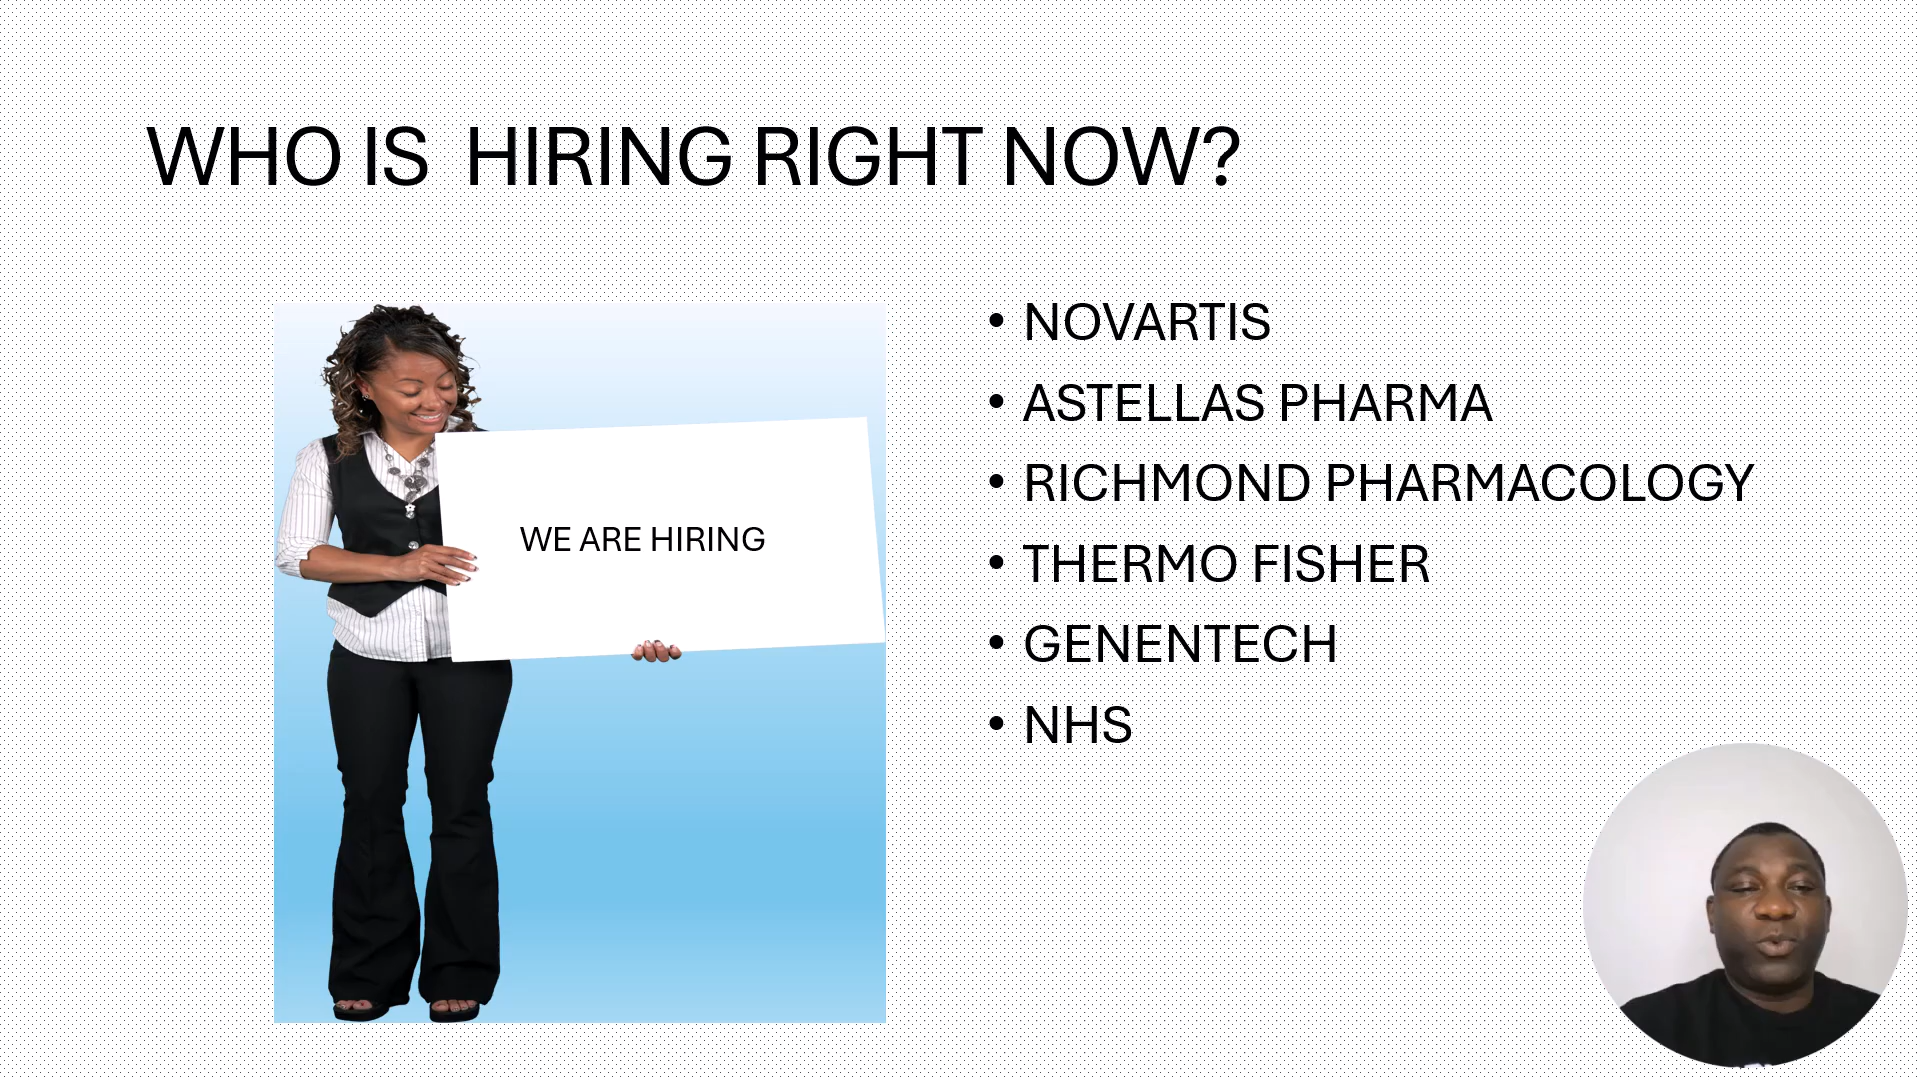 WHO IS  HIRING RIGHT NOW?
WE ARE HIRING
• NOVARTIS
• ASTELLAS PHARMA
• RICHMOND PHARMACOLOGY
• THERMO FISHER
• GENENTECH
• NHS